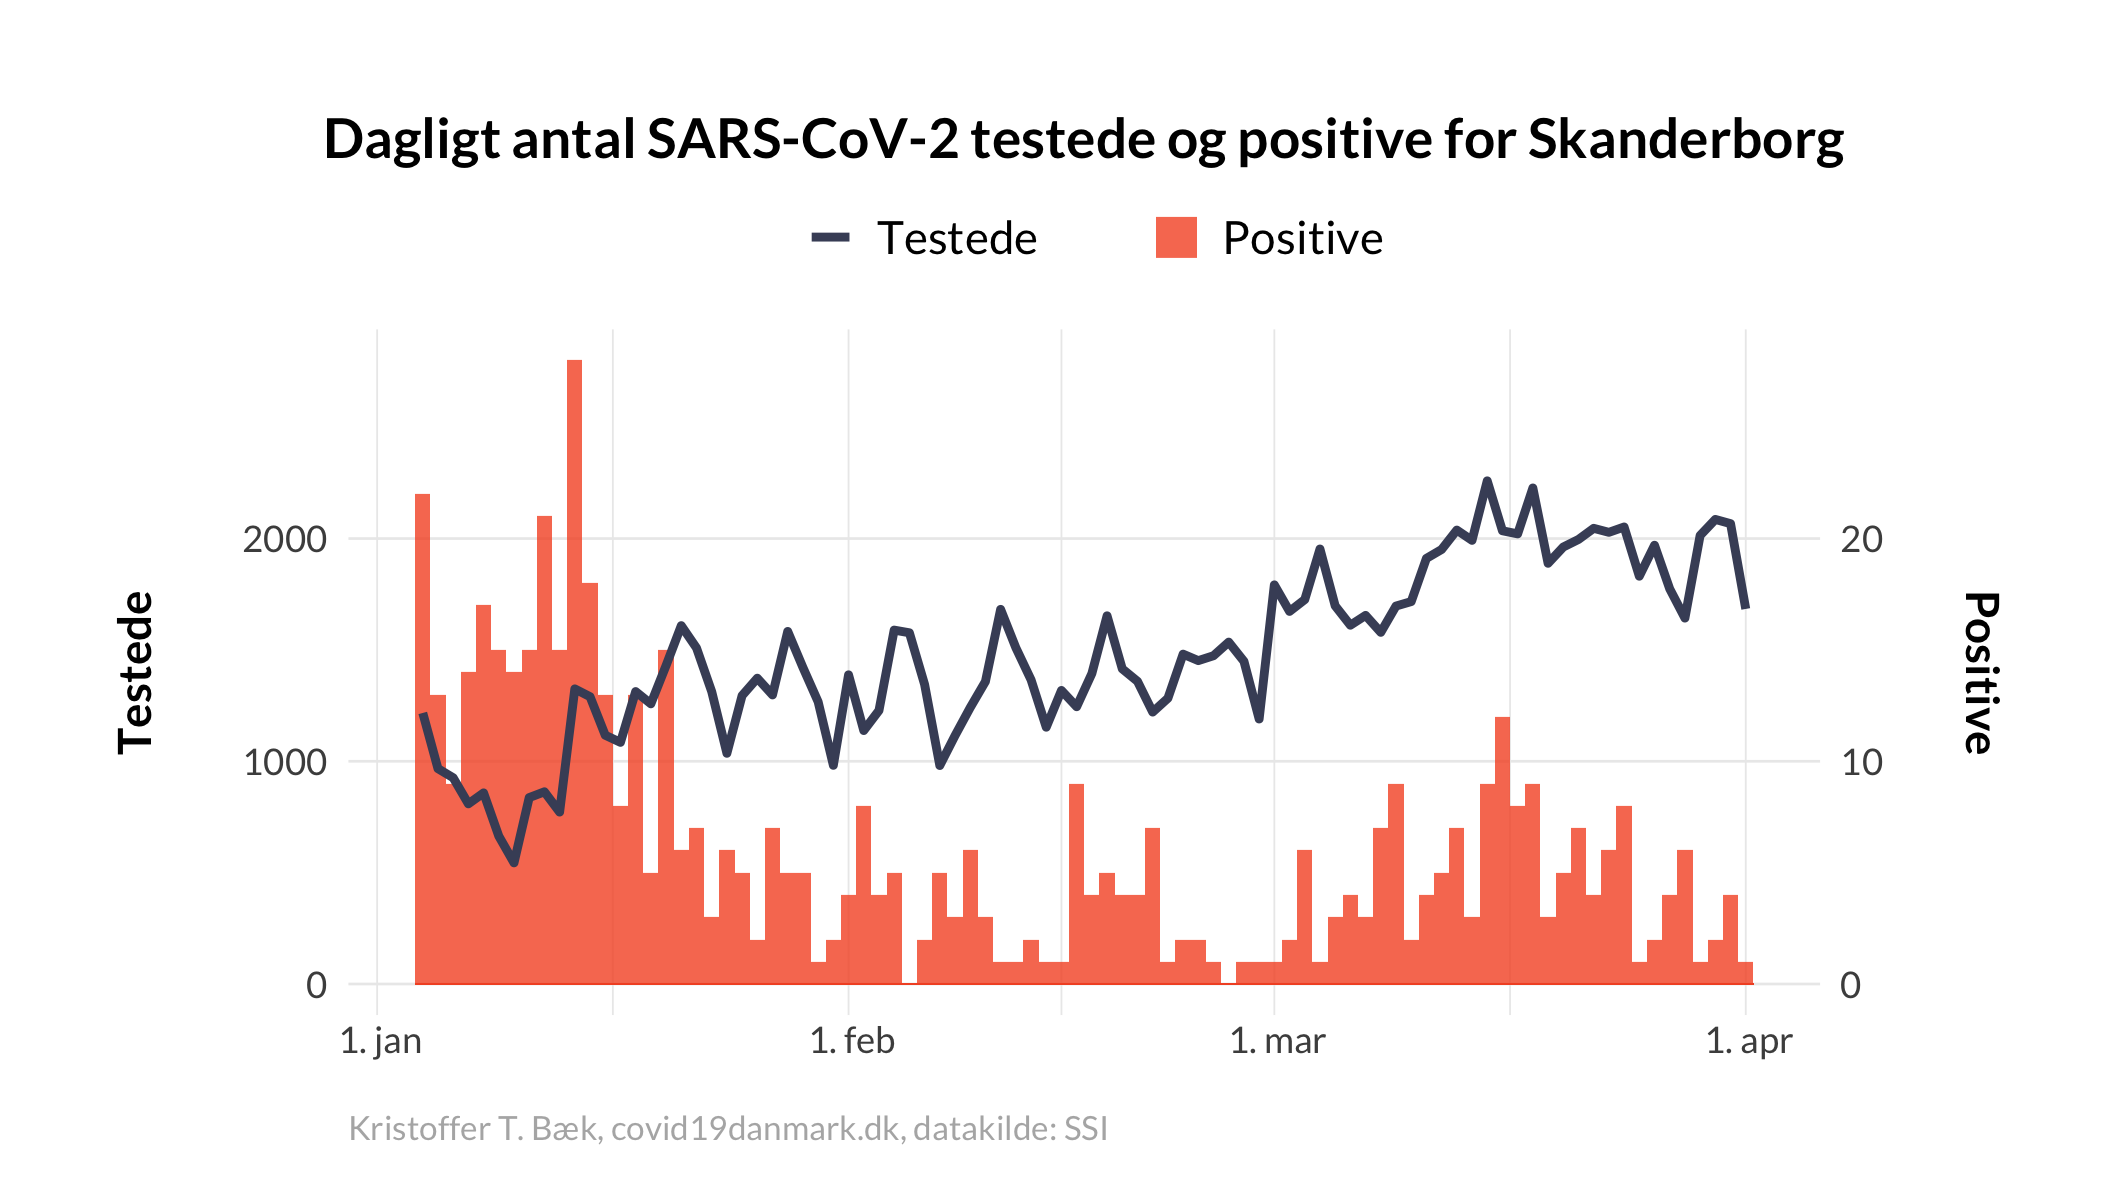 Dagligt antal SARS-CoV-2 testede og positive for Skanderborg
Testede
Positive
2000
1000
0
20
10
0
Testede
Positive
1. jan
1. feb
1. mar
1. apr
Kristoffer T. Bæk, covid19danmark.dk, datakilde: SSI